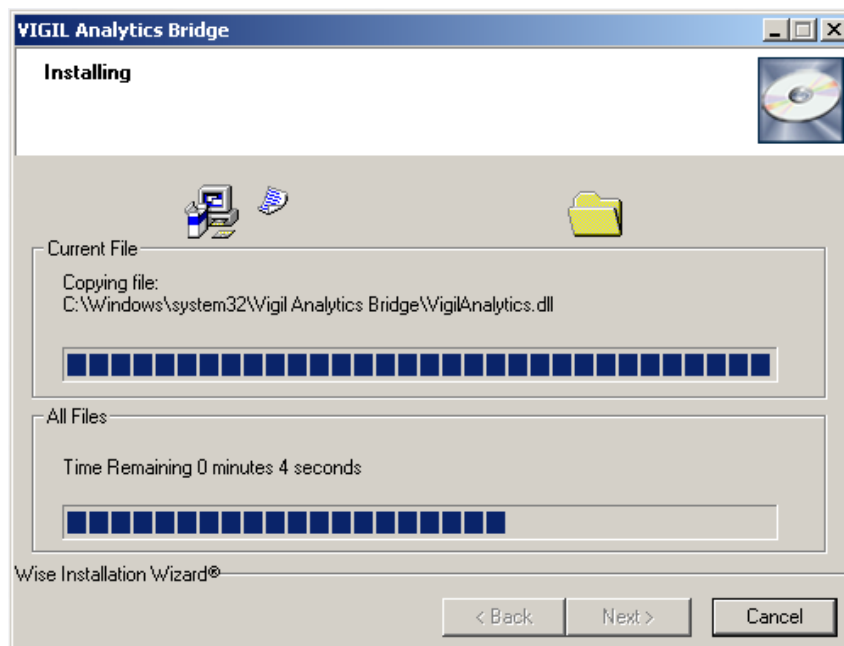 VIGIL Analytics Bridge
Installing
Current File
Copying file:
C:\Windows\system32\Vigil Analytics Bridge\VigilAnalytics.dll
All Files
Time Remaining 0 minutes 4 seconds
Wise Installation Wizard®
< Back
Next >
Cancel